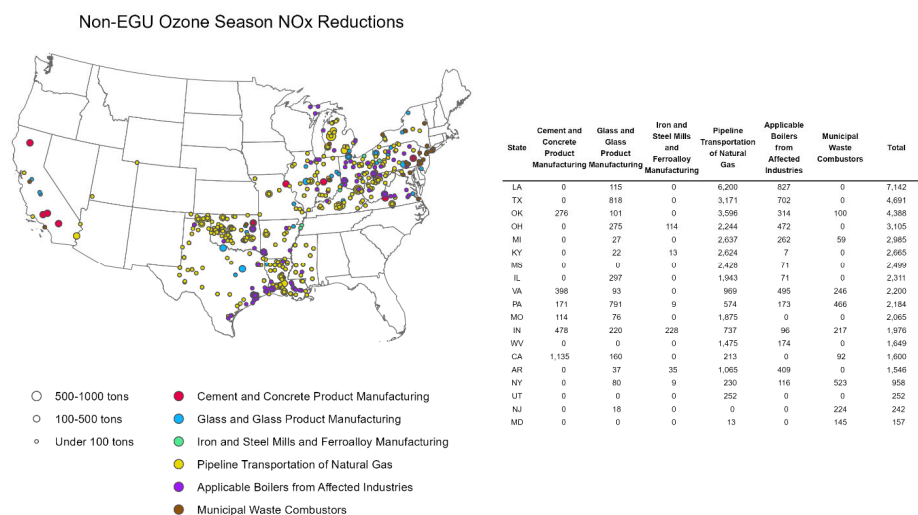 Non-EGU Ozone Season NOx Reductions
500-1000 tons
100-500 tons
Under 100 tons
Cement and Concrete Product Manufacturing
Glass and Glass Product Manufacturing
Iron and Steel Mills and Ferroalloy Manufacturing
Pipeline Transportation of Natural Gas
Applicable Boilers from Affected Industries
Municipal Waste Combustors
State Cement and Concrete Product Manufacturing Glass and Glass Product Manufacturing Iron and Steel Mills and Ferroalloy Manufacturing Pipeline Transportation of Natural Gas Applicable Boilers from Affected Industries Municipal Waste Combustors Total
LA 0 115 0 6,200 827 0 7,142
TX 0 818 0 3,171 702 0 4,691
OK 276 101 0 3,596 314 100 4,388
OH 0 275 114 2,244 472 0 3,105
MI 0 27 0 2,637 262 59 2,985
KY 0 22 13 2,624 7 0 2,665
MS 0 0 0 2,428 71 0 2,499
IL 0 297 0 1,943 71 0 2,311
VA 398 93 0 969 495 246 2,200
PA 171 791 9 574 173 466 2,184
MO 114 76 0 1,875 0 0 2,065
IN 478 220 228 737 96 217 1,976
WV 0 0 0 1,475 174 0 1,649
CA 1,135 160 0 213 0 92 1,600
AR 0 37 35 1,065 409 0 1,546
NY 0 80 9 230 116 523 958
UT 0 0 0 252 0 0 252
NJ 0 18 0 0 0 224 242
MD 0 0 0 13 0 145 157